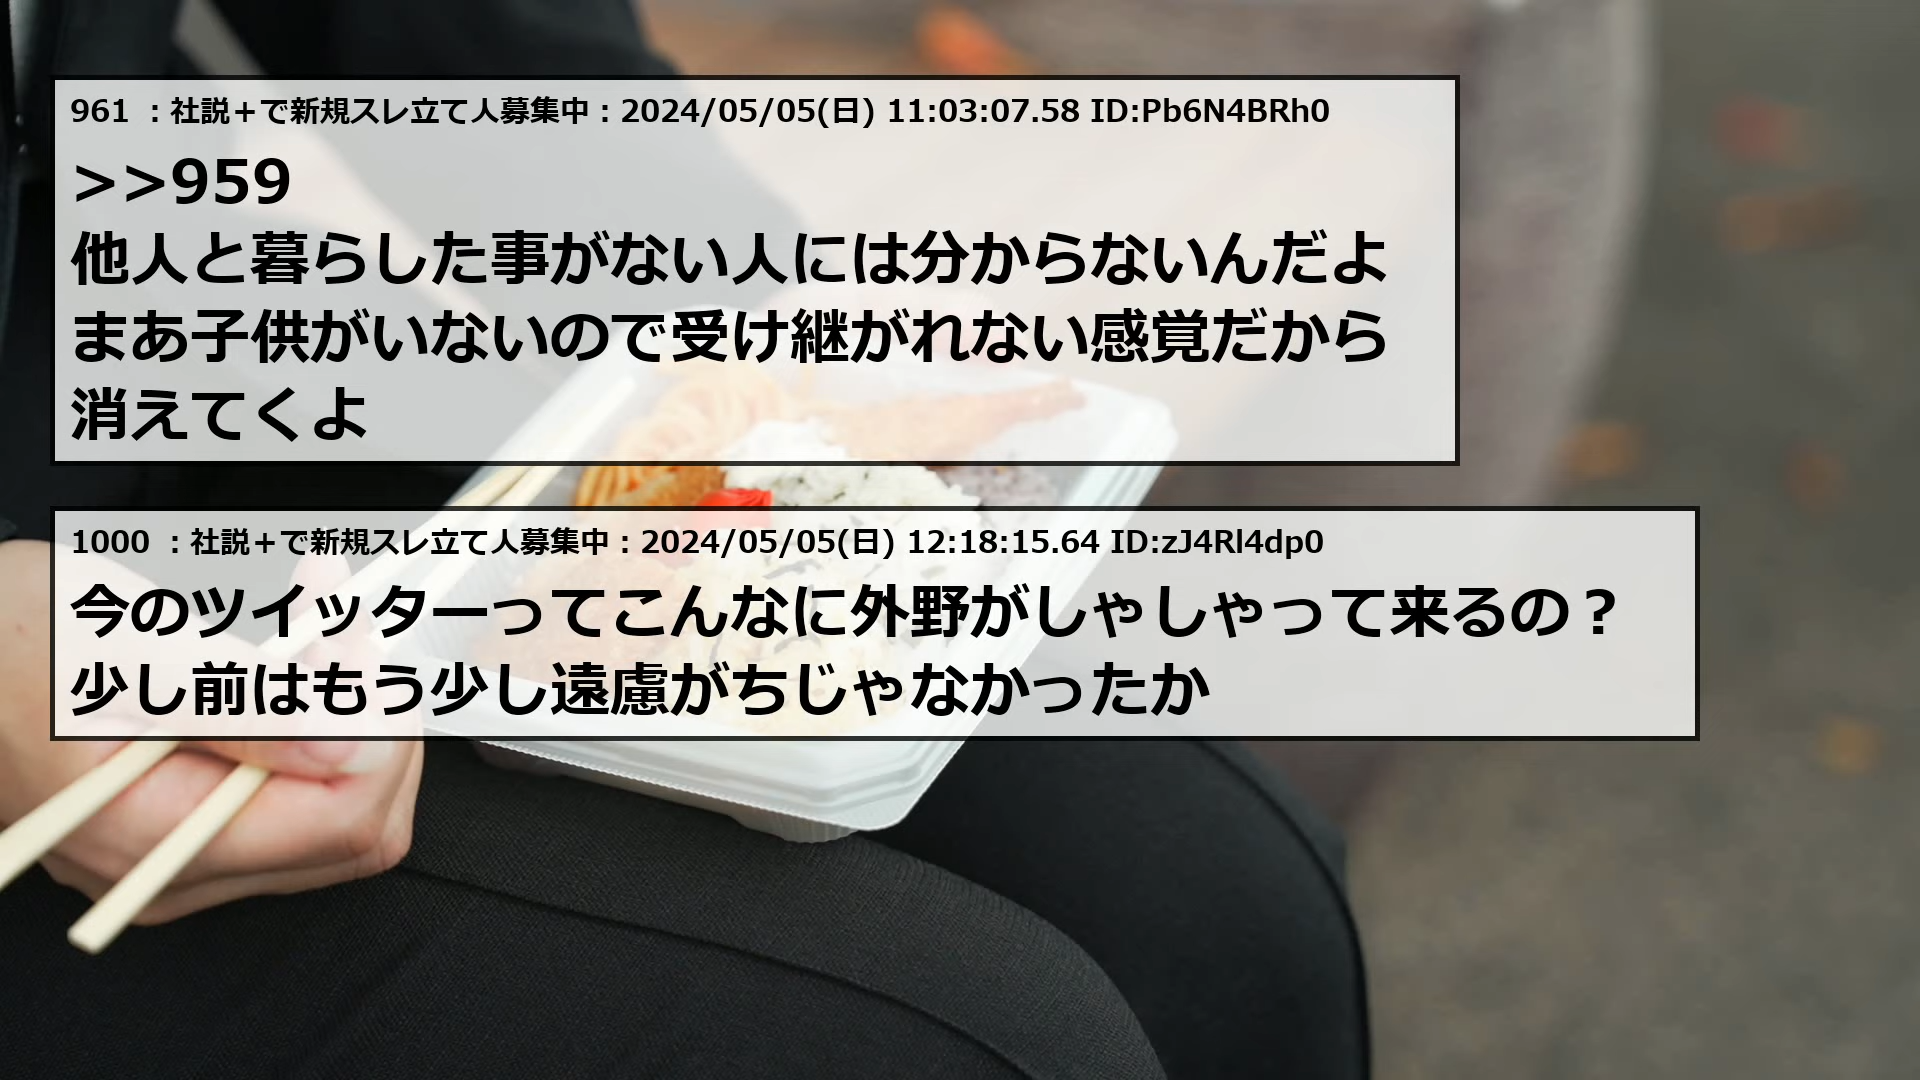 961 ：社説＋で新規スレ立て人募集中：2024/05/05(日) 11:03:07.58 ID:Pb6N4BRh0
>>959
他人と暮らした事がない人には分からないんだよ
まあ子供がいないので受け継がれない感覚だから
消えてくよ
1000 ：社説＋で新規スレ立て人募集中：2024/05/05(日) 12:18:15.64 ID:zJ4Rl4dp0
今のツイッターってこんなに外野がしゃしゃって来るの？
少し前はもう少し遠慮がちじゃなかったか